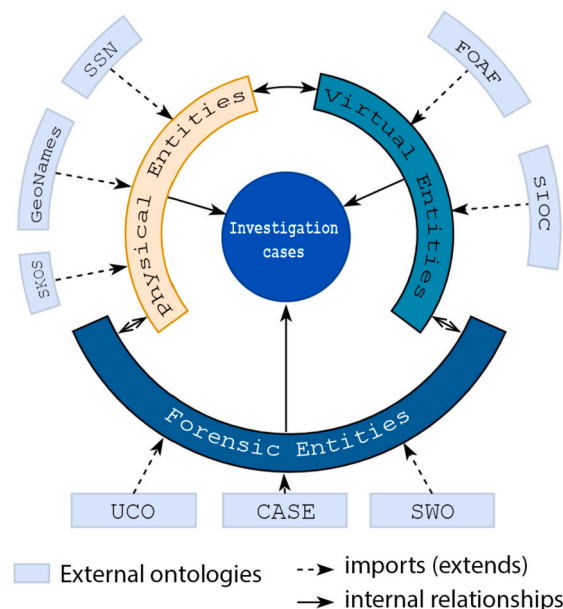 SSN
FOAF
GeoNames
SIOC
SKOS
Physical Entities
Virtual Entities
Investigation
cases
Forensic Entities
UCO
CASE
SWO
External ontologies
imports (extends)
internal relationships